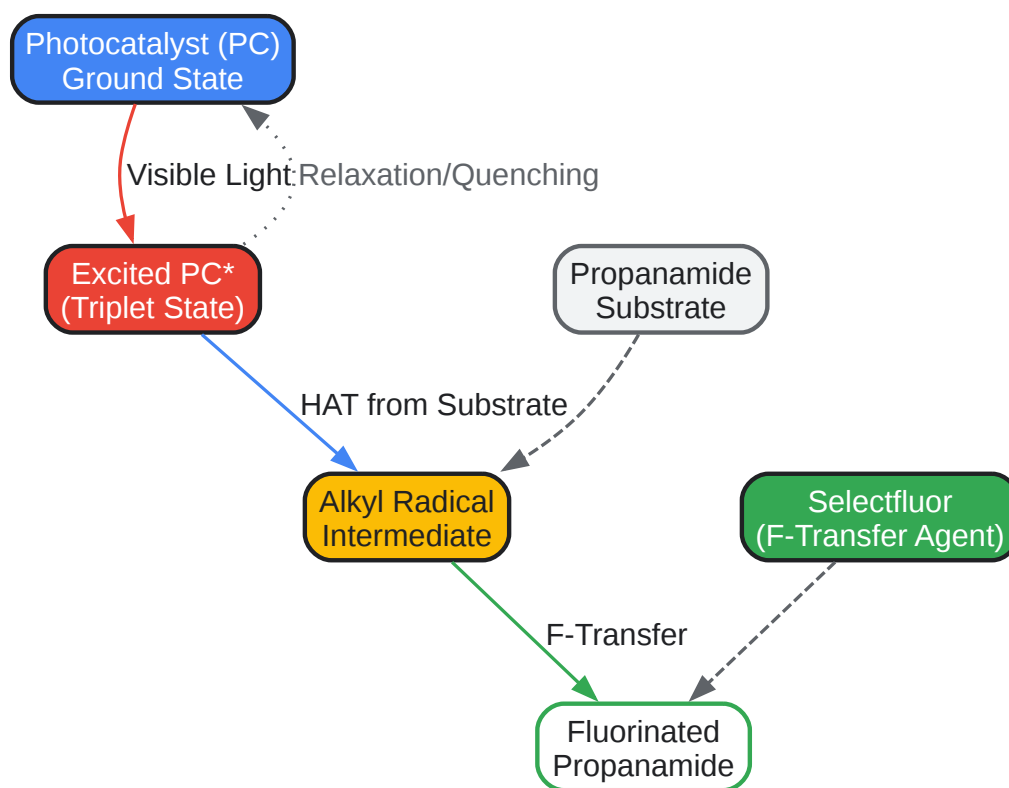 Photocatalyst (PC)
Ground State
Visible Light
Relaxation/Quenching
Excited PC*
(Triplet State)
Propanamide
Substrate
HAT from Substrate
Alkyl Radical
Intermediate
Selectfluor
(F-Transfer Agent)
F-Transfer
Fluorinated
Propanamide